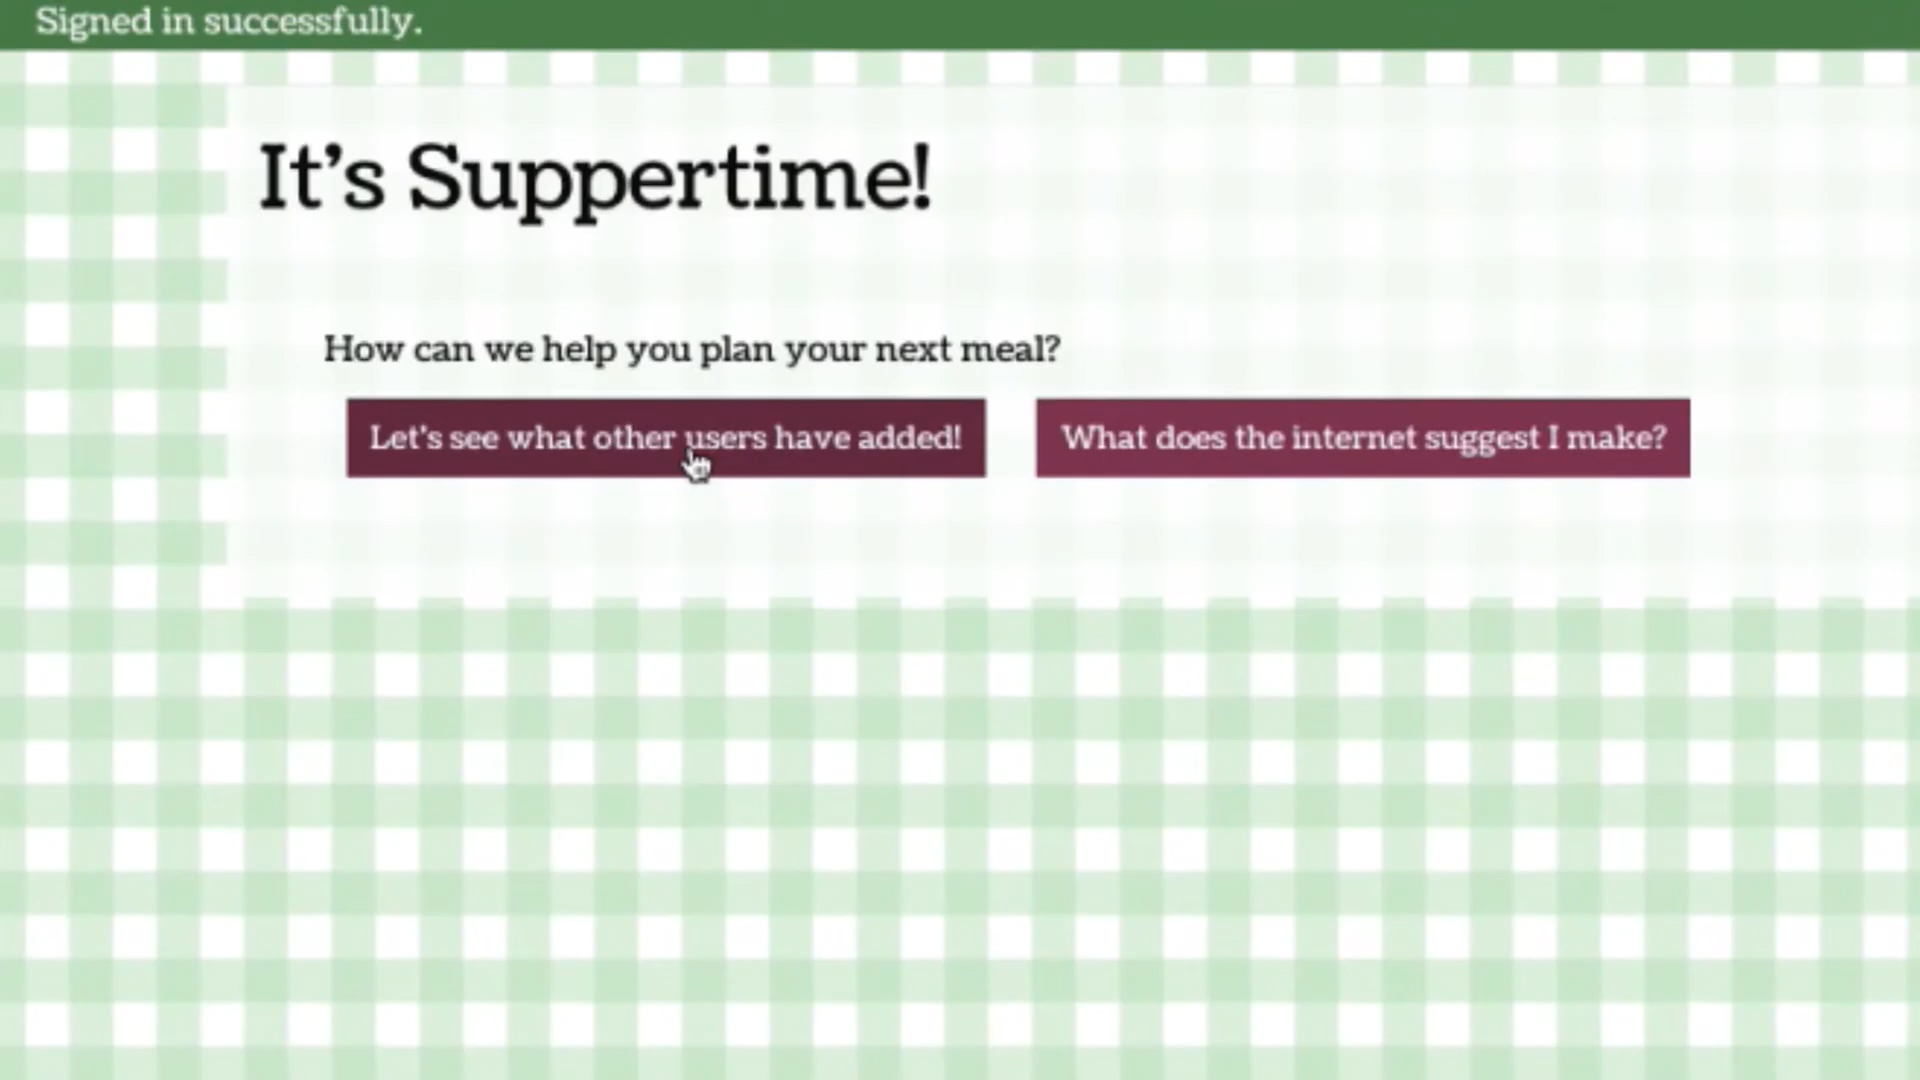 Signed in successfully.
It’s Suppertime!
How can we help you plan your next meal?
Let's see what other users have added!
What does the internet suggest I make?